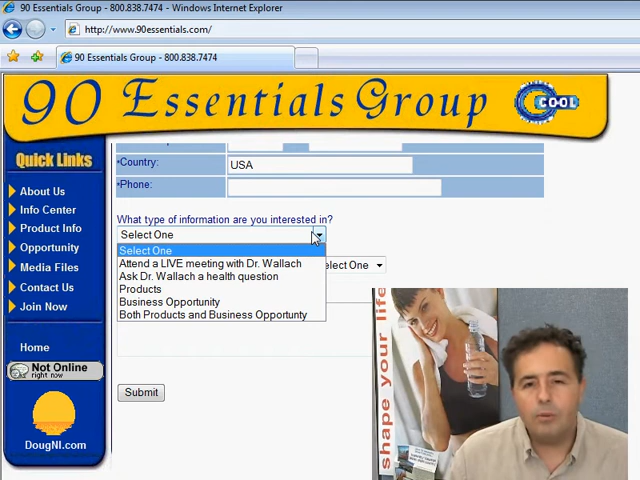 90 Essentials Group - 800.838.7474 - Windows Internet Explorer
http://www.90essentials.com/
90 Essentials Group - 800.838.7474
90 Essentials Group
COOL
Quick Links
About Us
Info Center
Product Info
Opportunity
Media Files
Contact Us
Join Now
Home
Not Online
right now
DougNI.com
•Country:
USA
•Phone:
What type of information are you interested in?
Select One
Select One
Attend a LIVE meeting with Dr. Wallach
Ask Dr. Wallach a health question
Products
Business Opportunity
Both Products and Business Opportunity
elect One
Submit
shape your life